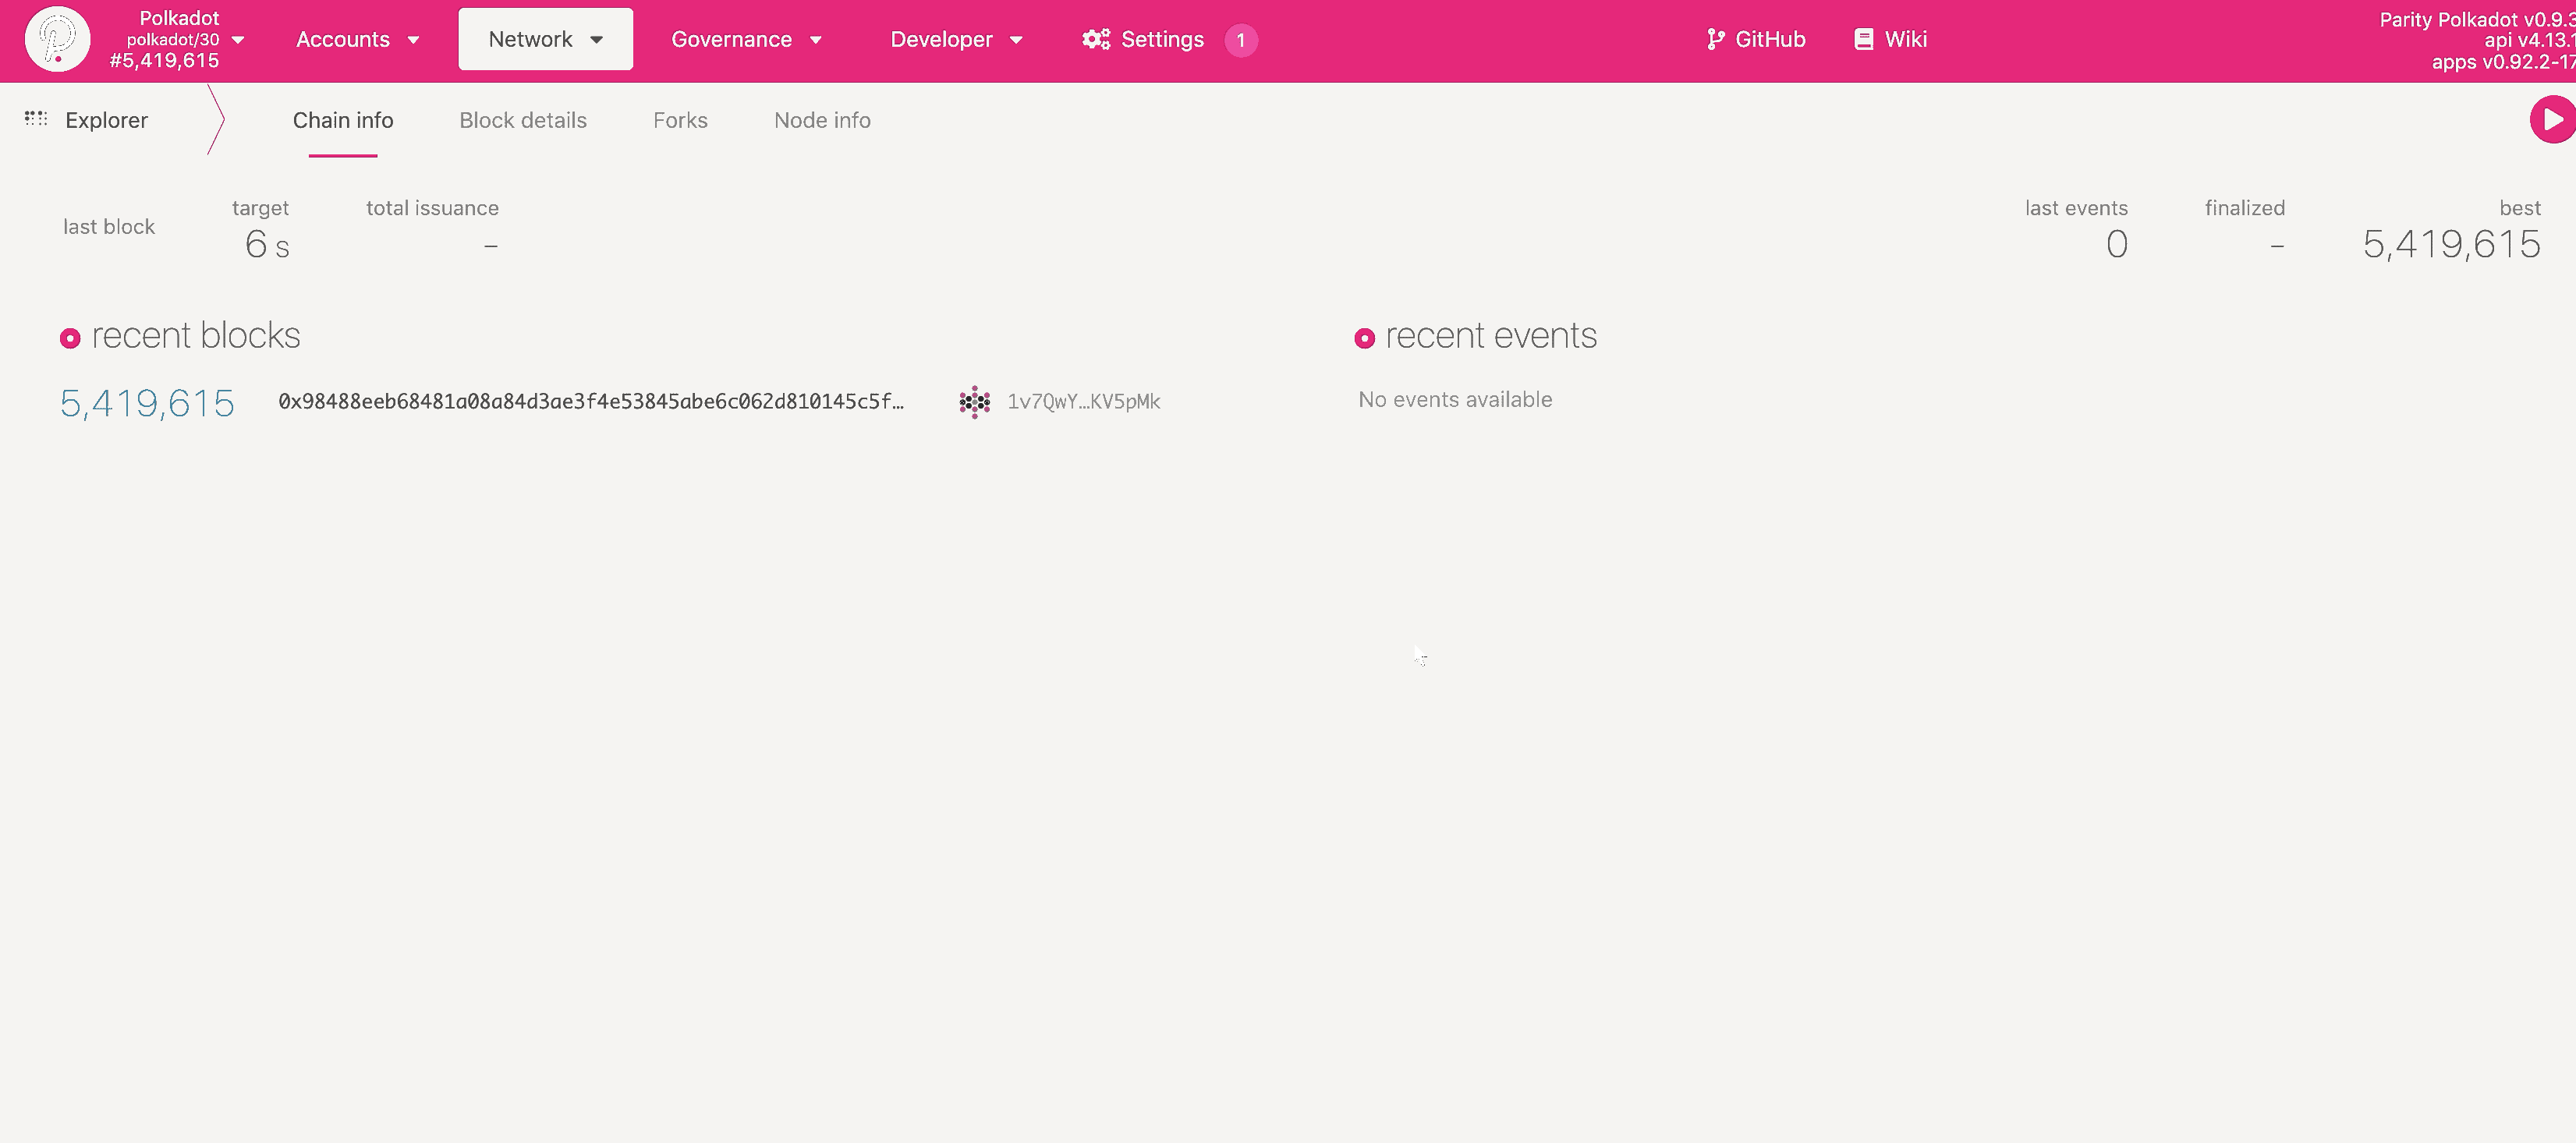 Polkadot
polkadot/30
#5,419,615
Accounts
Network
Governance
Developer
Settings 1
GitHub
Wiki
Parity Polkadot v0.9.3
api v4.13.1
apps v0.92.2-17
Explorer
Chain info
Block details
Forks
Node info
last block
target
6 s
total issuance
-
last events
0
finalized
-
best
5,419,615
recent blocks
5,419,615 0x98488eeb68481a08a84d3ae3f4e53845abe6c062d810145c5f… 1v7QwY…KV5pMk
recent events
No events available